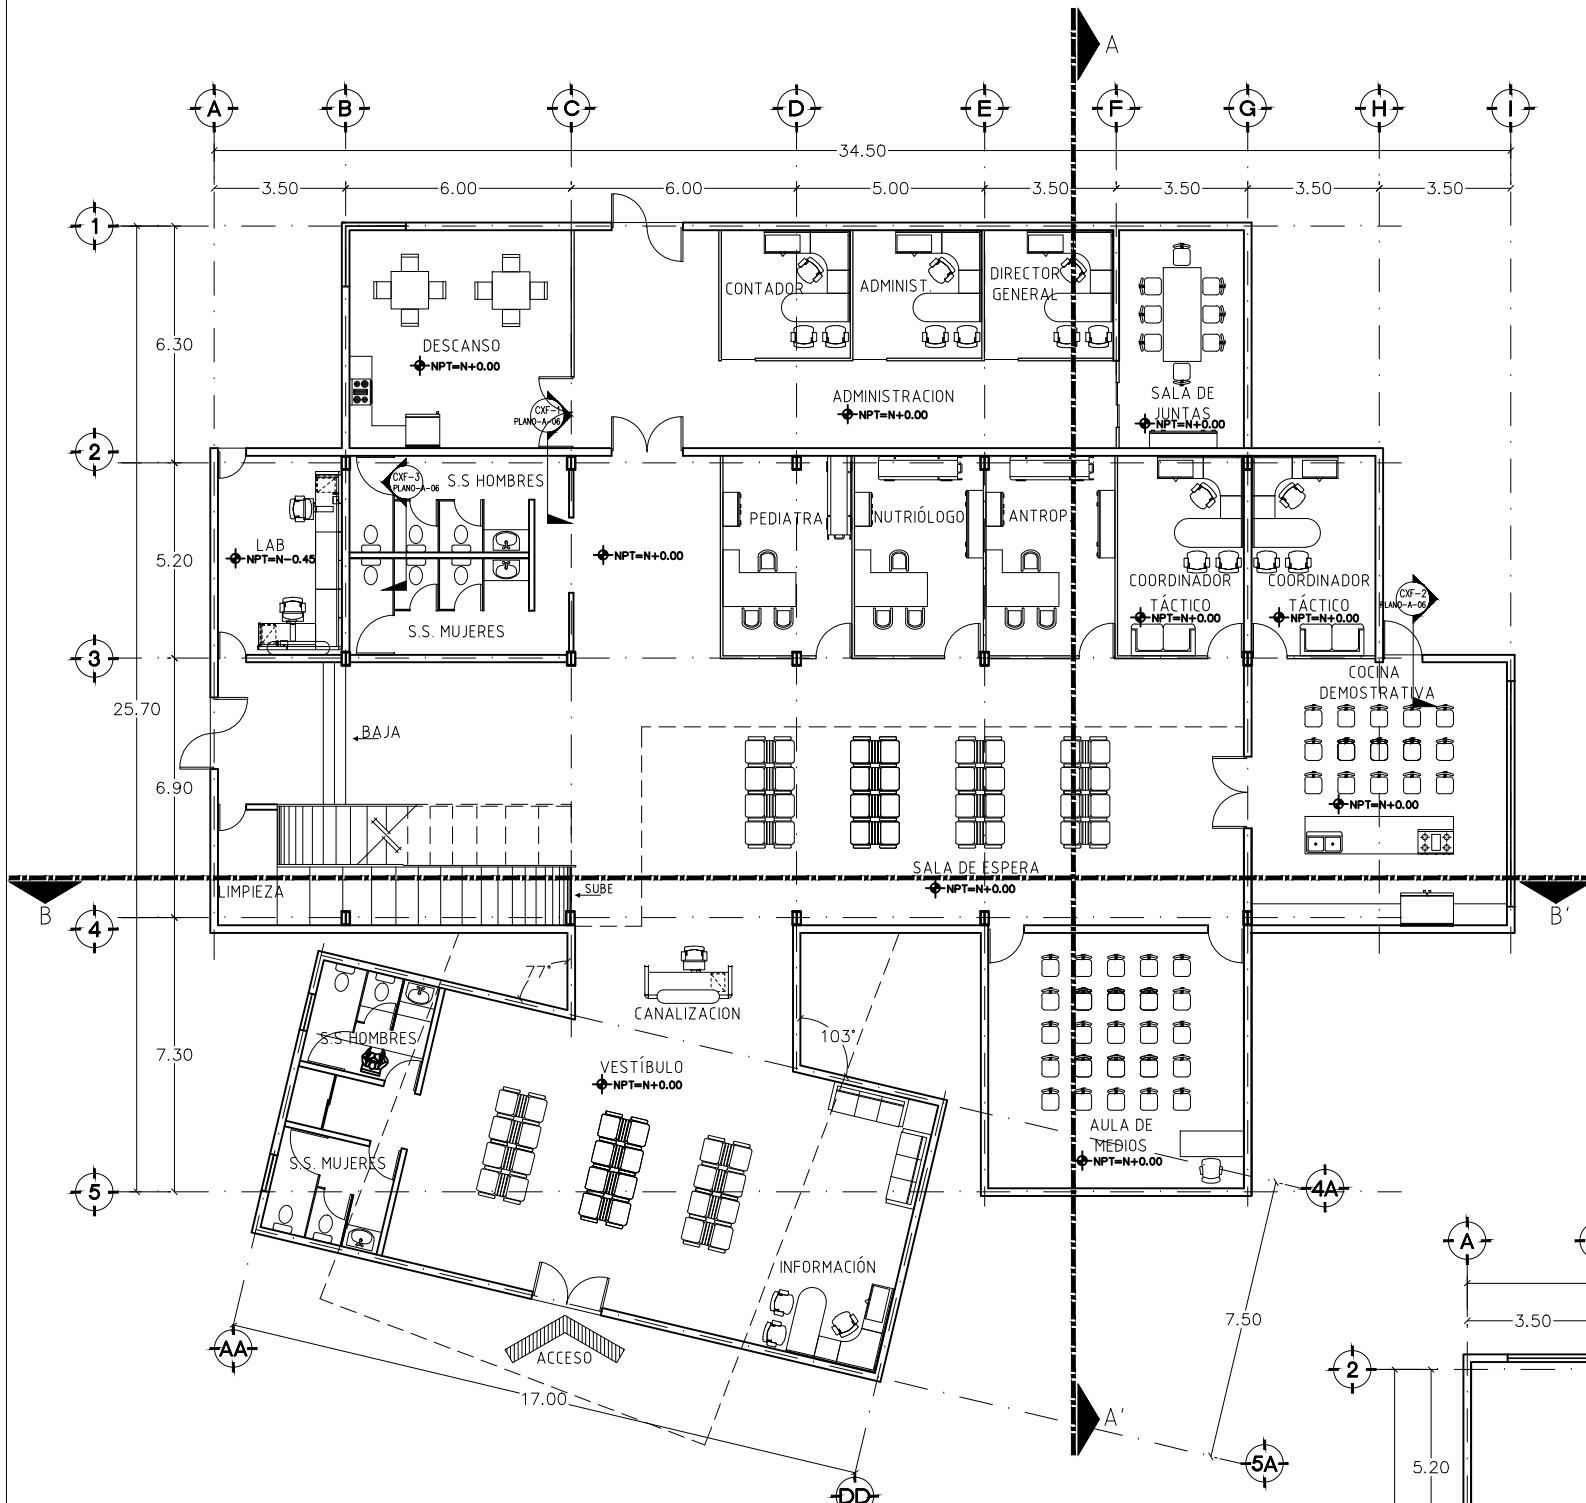 A
A B C D E F G H I
34.50
3.50 6.00 6.00 5.00 3.50 3.50 3.50 3.50
1
CONTADOR
ADMINIST.
DIRECTOR
GENERAL
6.30
DESCANSO
NPT=N+0.00
ADMINISTRACION
NPT=N+0.00
SALA DE
JUNTAS
NPT=N+0.00
CXF-1
PLANO-A-06
2
CXF-3
PLANO-A-06
S.S HOMBRES
PEDIATRA
NUTRIÓLOGO
ANTROP.
5.20
LAB
NPT=N-0.45
NPT=N+0.00
COORDINADOR
TÁCTICO
NPT=N+0.00
COORDINADOR
TÁCTICO
NPT=N+0.00
CXF-2
PLANO-A-06
S.S. MUJERES
3
COCINA
DEMOSTRATIVA
25.70
BAJA
6.90
NPT=N+0.00
SALA DE ESPERA
NPT=N+0.00
LIMPIEZA
SUBE
B
B'
4
77°
CANALIZACION
103°
S.S HOMBRES
7.30
VESTÍBULO
NPT=N+0.00
AULA DE
MEDIOS
NPT=N+0.00
S.S. MUJERES
5
4A
A
INFORMACIÓN
7.50
3.50
AA
ACCESO
2
17.00
A'
5A
5.20
DD